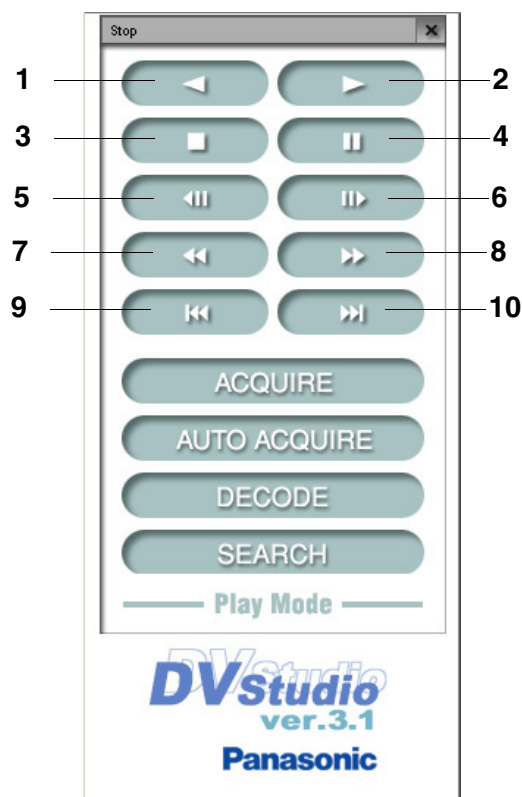 Stop
1 2
3 4
5 6
7 8
9 10
ACQUIRE
AUTO ACQUIRE
DECODE
SEARCH
Play Mode
DVStudio
ver.3.1
Panasonic